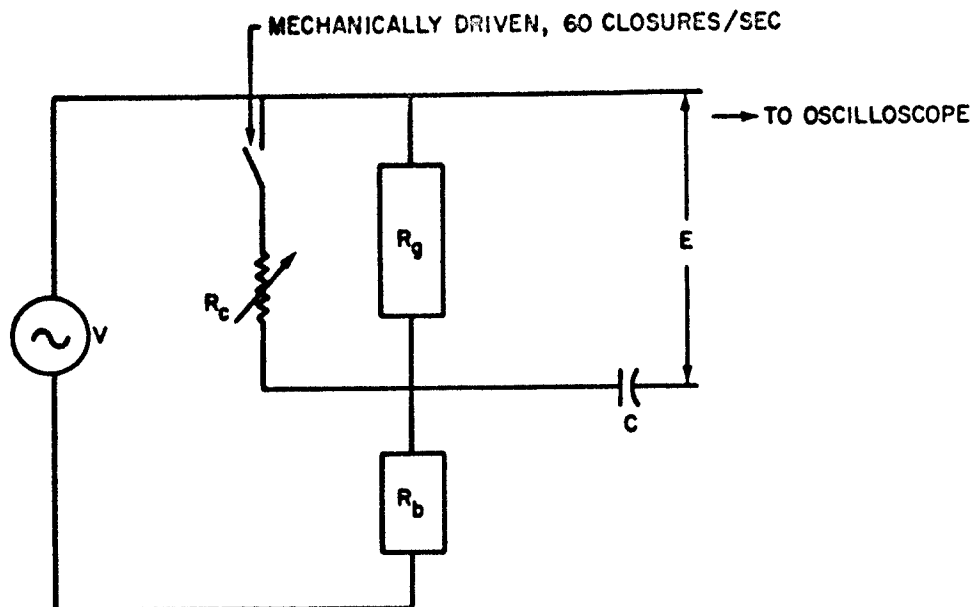 MECHANICALLY DRIVEN, 60 CLOSURES/SEC
TO OSCILLOSCOPE
E
Rg
Rc
V
C
Rb